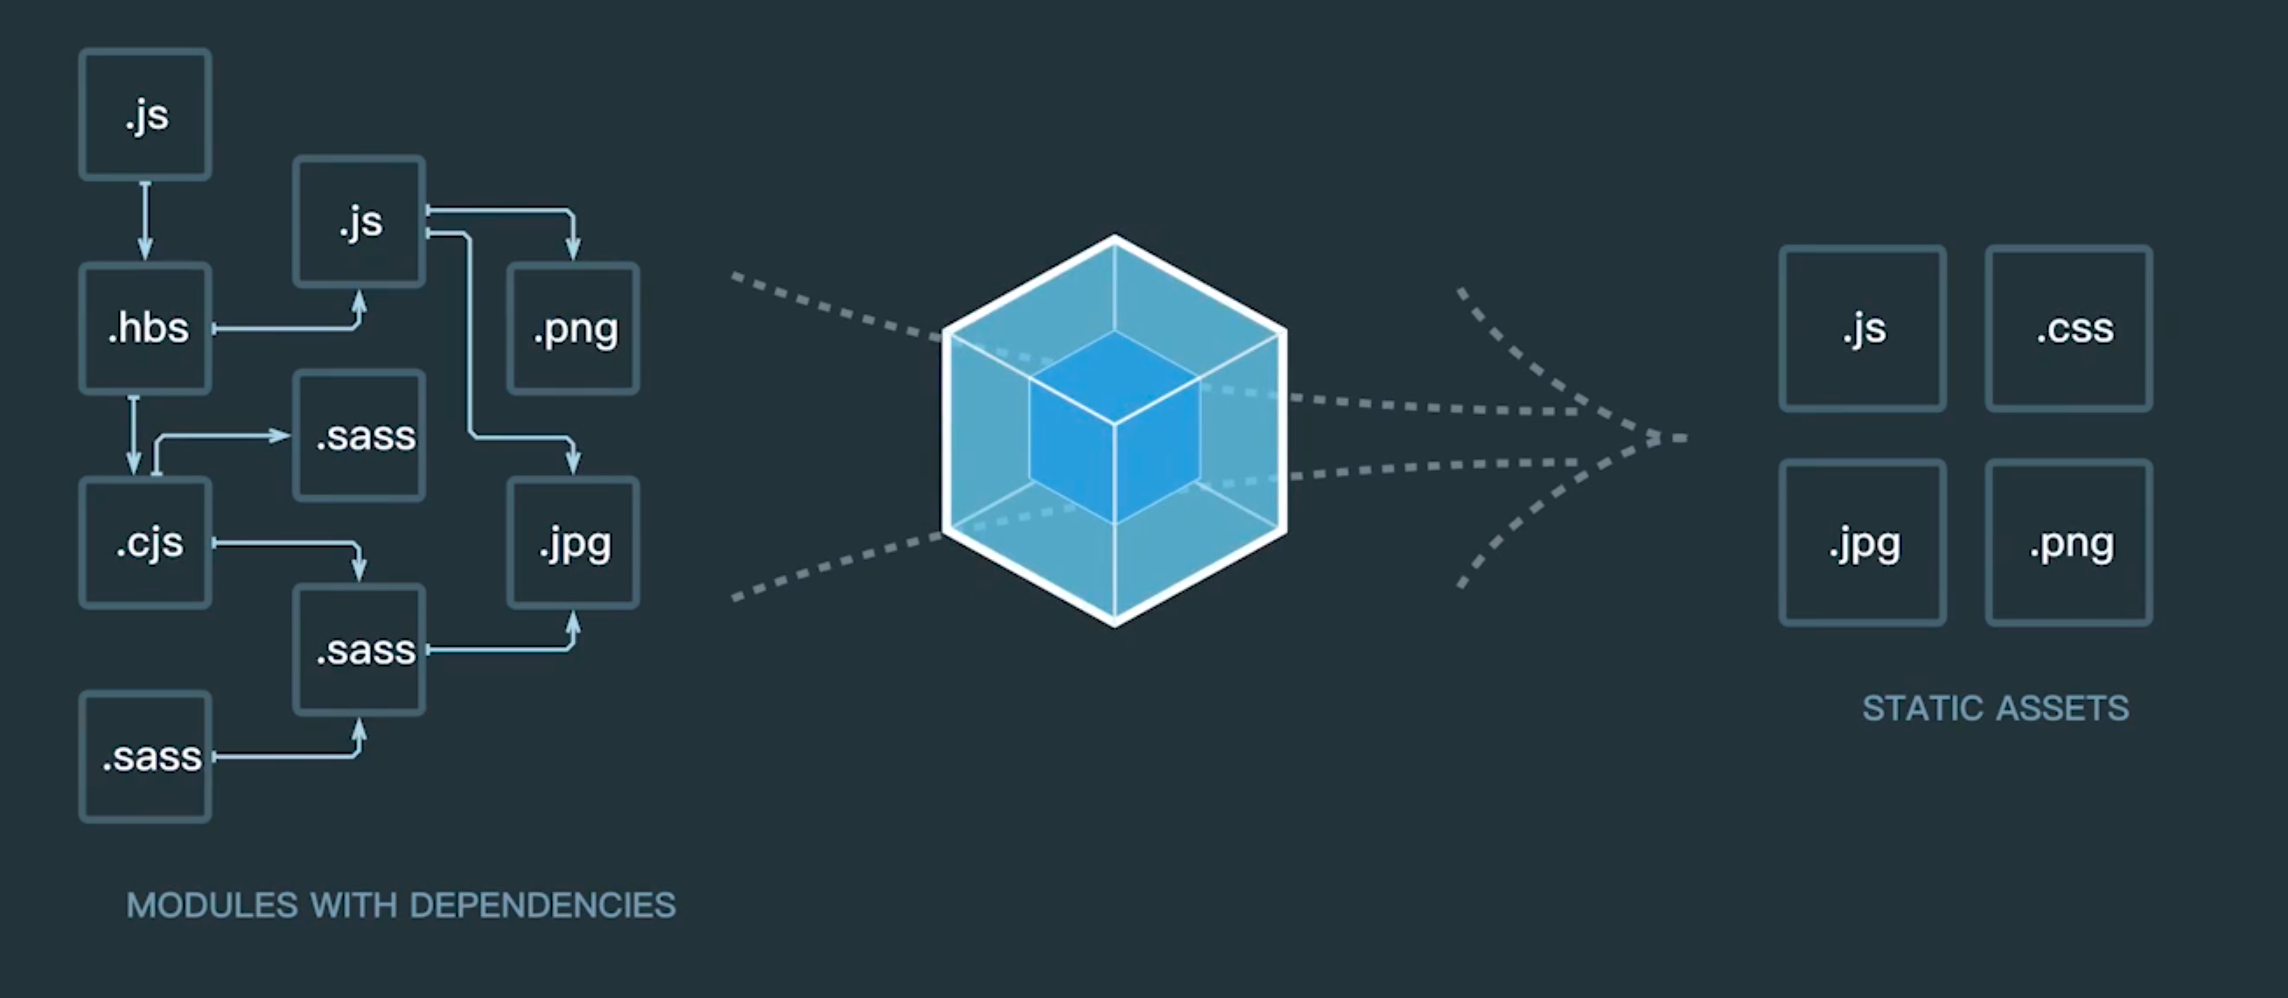 .js
.js
.hbs
.png
.sass
.cjs
.jpg
.sass
.sass
MODULES WITH DEPENDENCIES
.js
.css
.jpg
.png
STATIC ASSETS